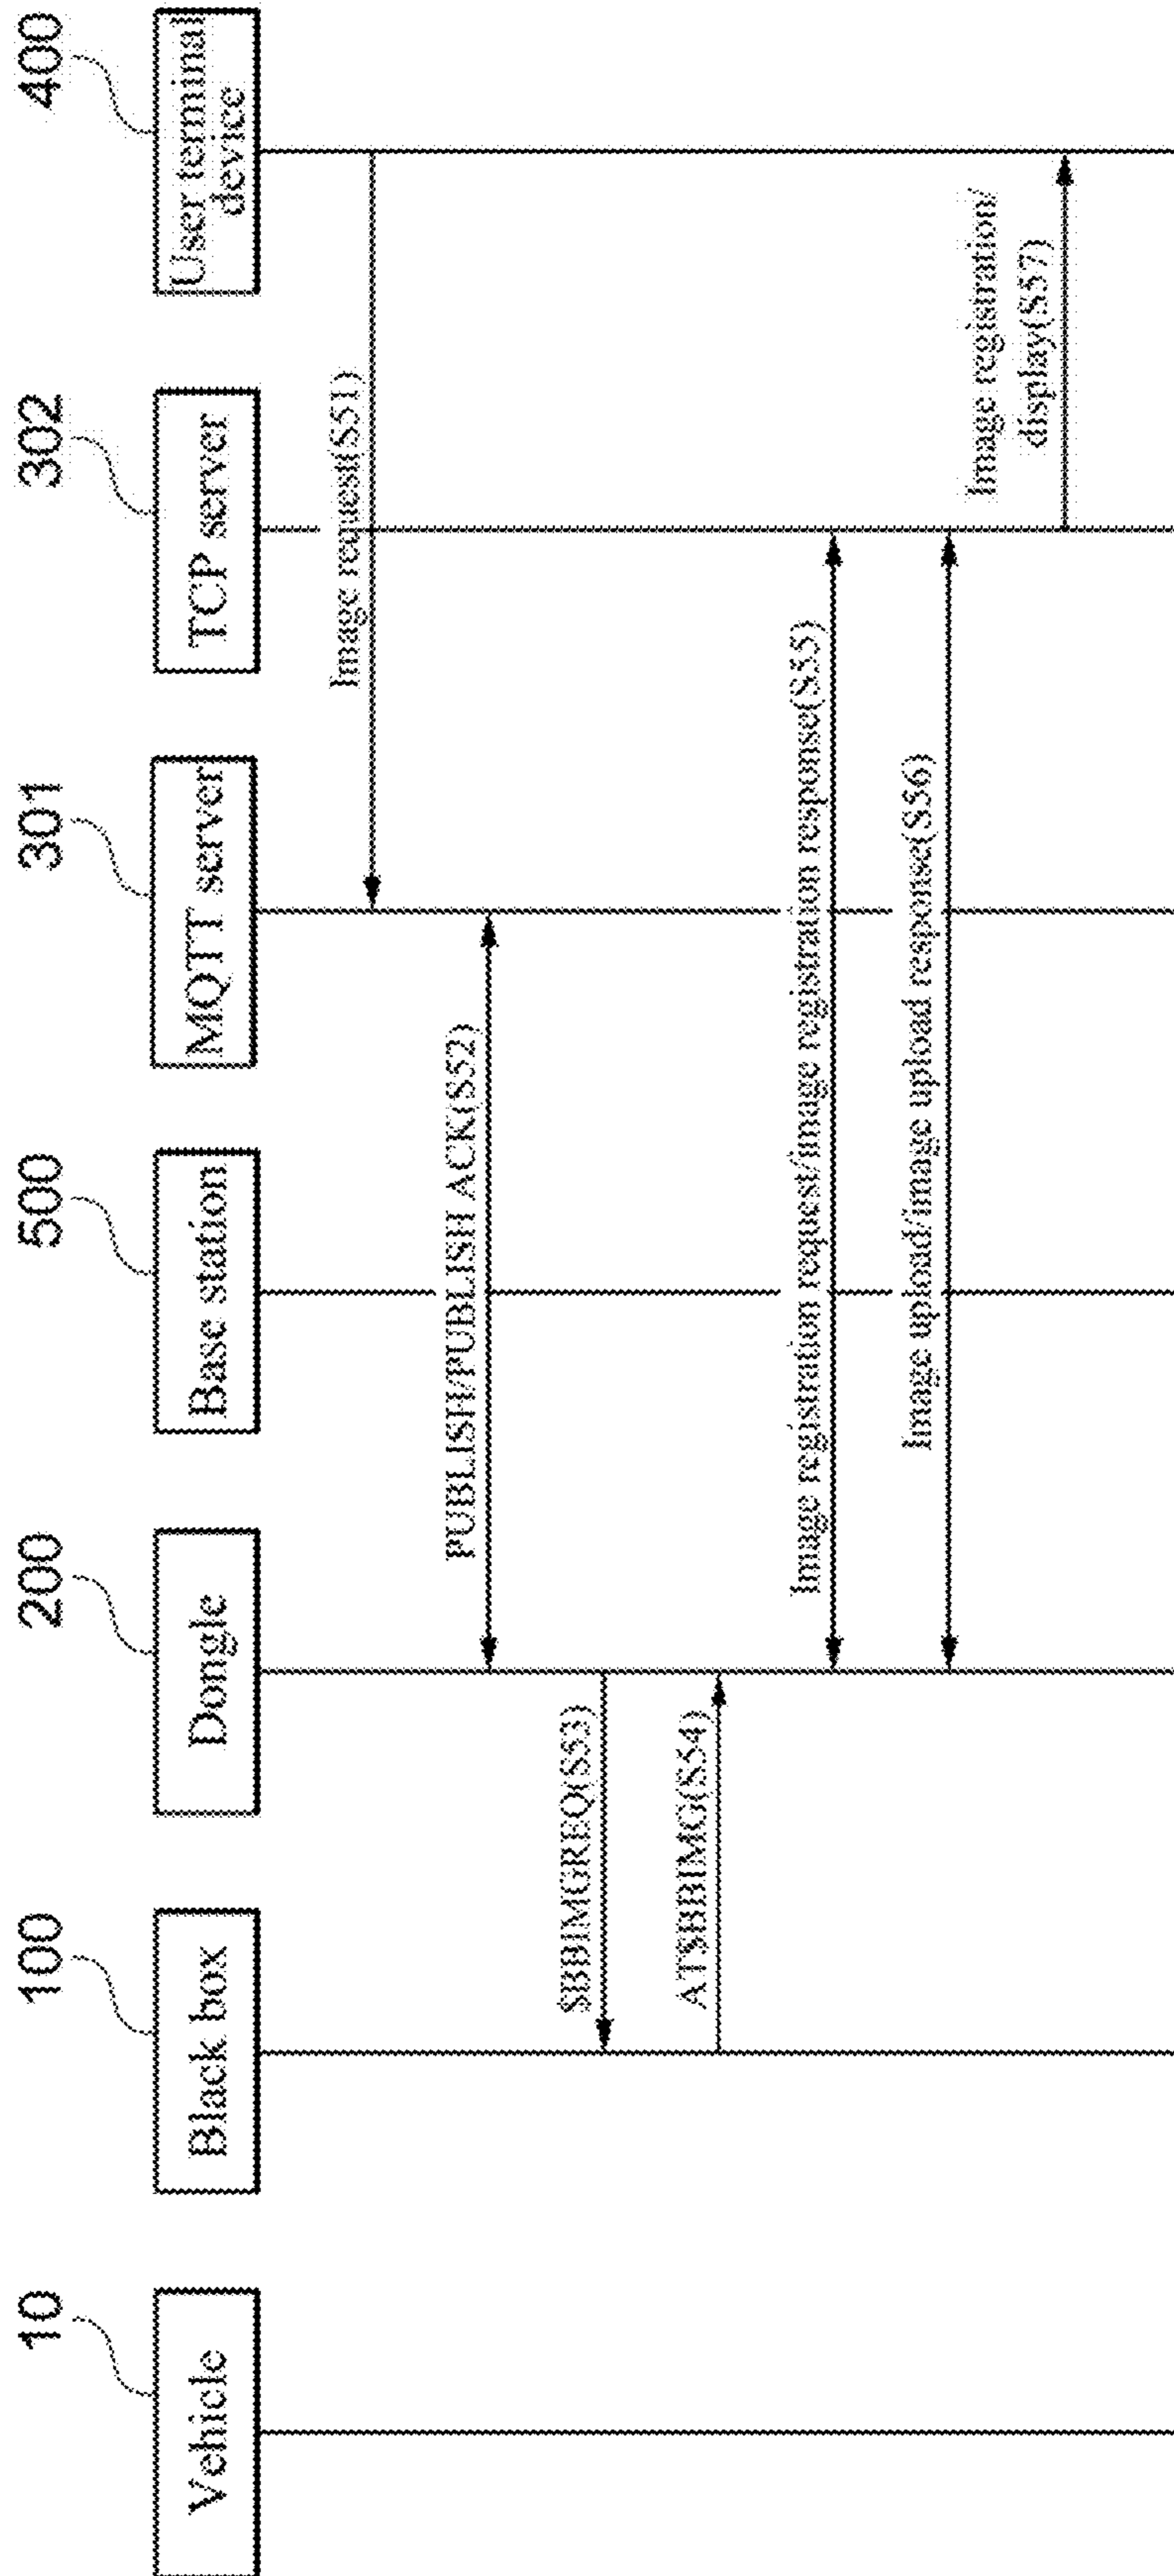 10
100
200
500
301
302
400
Vehicle
Black box
Dongle
Base station
MQTT server
TCP server
User terminal
device
Image request(S51)
PUBLISH/PUBLISH ACK(S52)
$BBIMGREQ(S53)
AT$BBIMG(S54)
Image registration request/image registration response(S55)
Image upload/image upload response(S56)
Image registration/
display(S57)